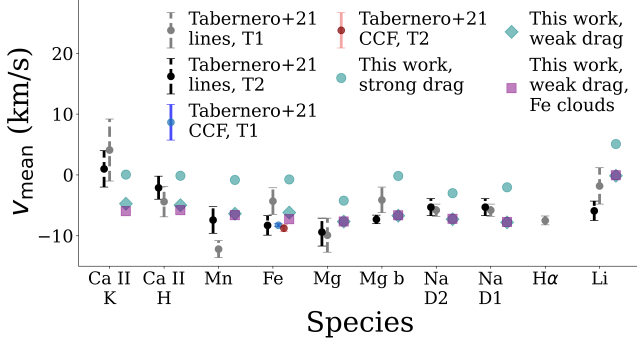 Tabernero+21
lines, T1
Tabernero+21
lines, T2
Tabernero+21
CCF, T1
Tabernero+21
CCF, T2
This work,
strong drag
This work,
weak drag
This work,
weak drag,
Fe clouds
20
10
0
−10
vmean (km/s)
Ca II
K
Ca II
H
Mn
Fe
Mg
Mg b
Na
D2
Na
D1
Hα
Li
Species